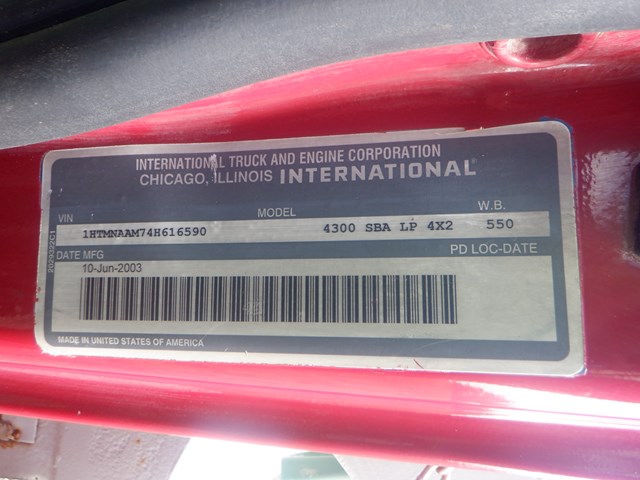 INTERNATIONAL TRUCK AND ENGINE CORPORATION
CHICAGO, ILLINOIS INTERNATIONAL®
VIN MODEL W.B.
1HTMNAAM74H616590 4300 SBA LP 4X2 550
DATE MFG PD LOC-DATE
10-Jun-2003
MADE IN UNITED STATES OF AMERICA
2029322C1